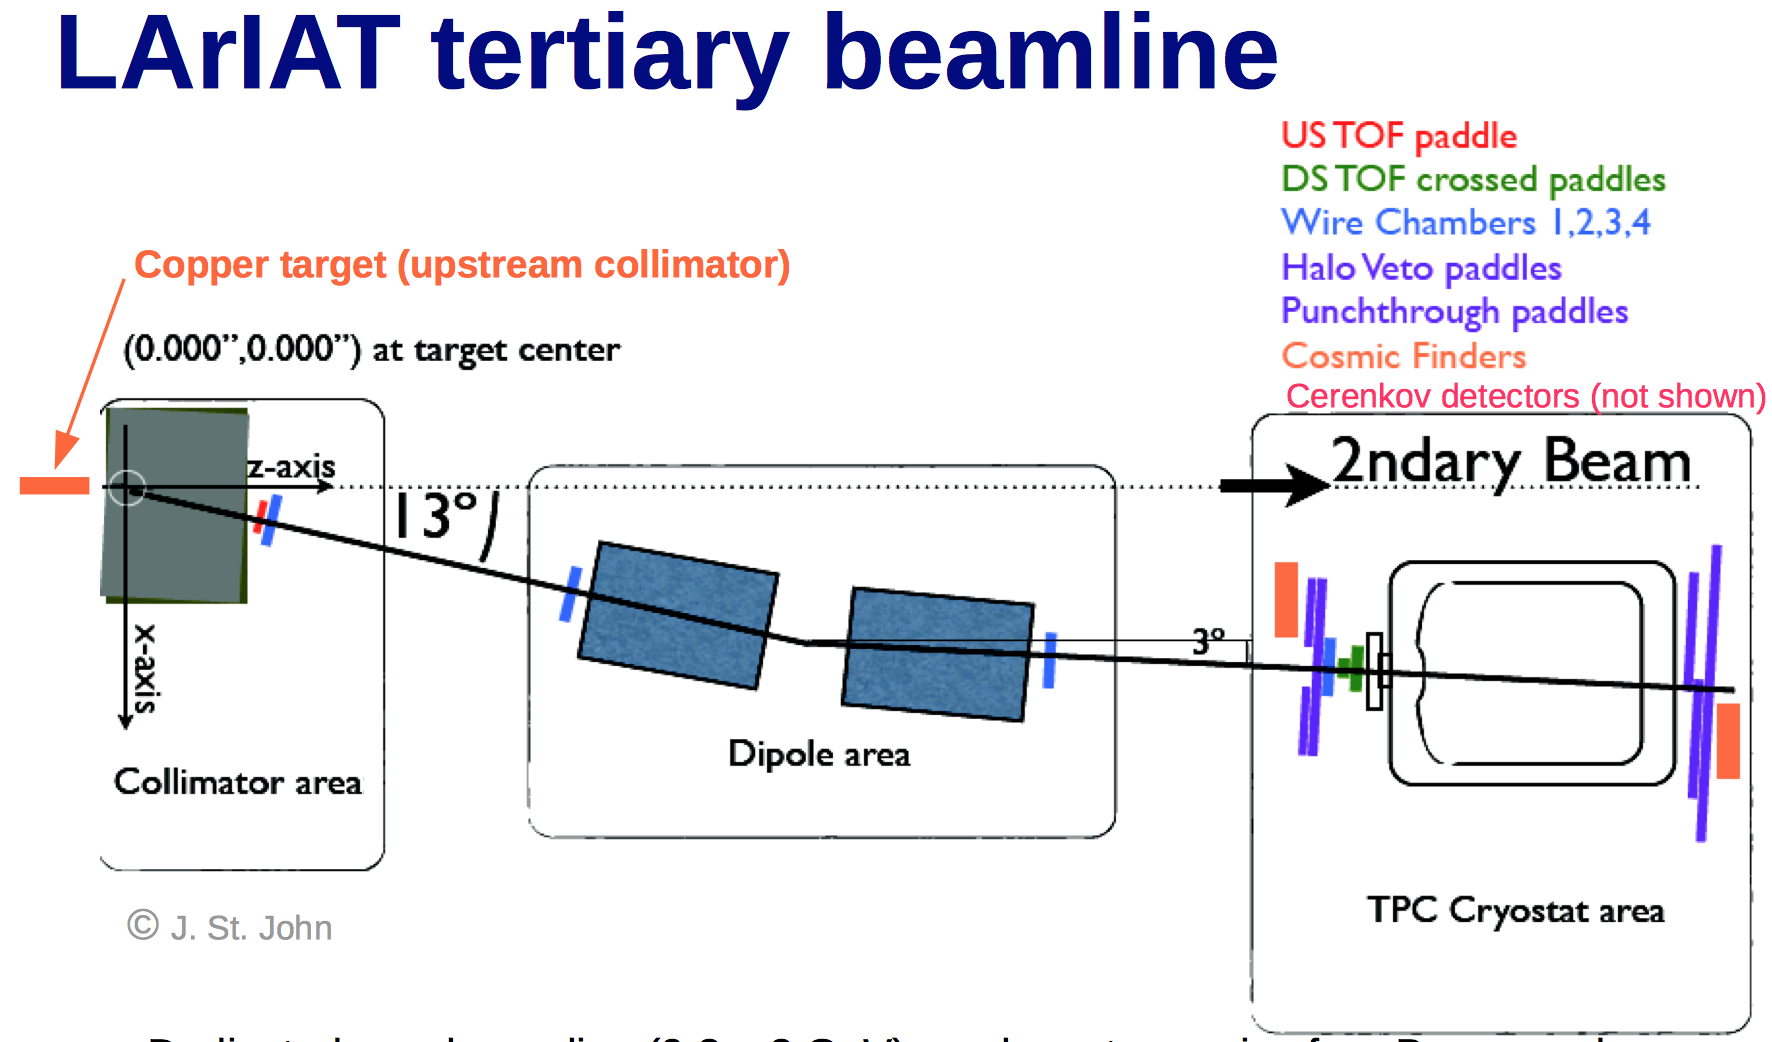 LArIAT tertiary beamline
US TOF paddle
DS TOF crossed paddles
Wire Chambers 1,2,3,4
Halo Veto paddles
Punchthrough paddles
Cosmic Finders
Cerenkov detectors (not shown)
Copper target (upstream collimator)
(0.000”,0.000”) at target center
2ndary Beam
z-axis
13º
3º
x-axis
Dipole area
Collimator area
TPC Cryostat area
© J. St. John